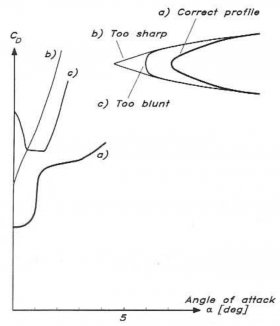 a) Correct profile
b) Too sharp
c) Too blunt
C_D
b)
c)
a)
5
Angle of attack
α [deg]